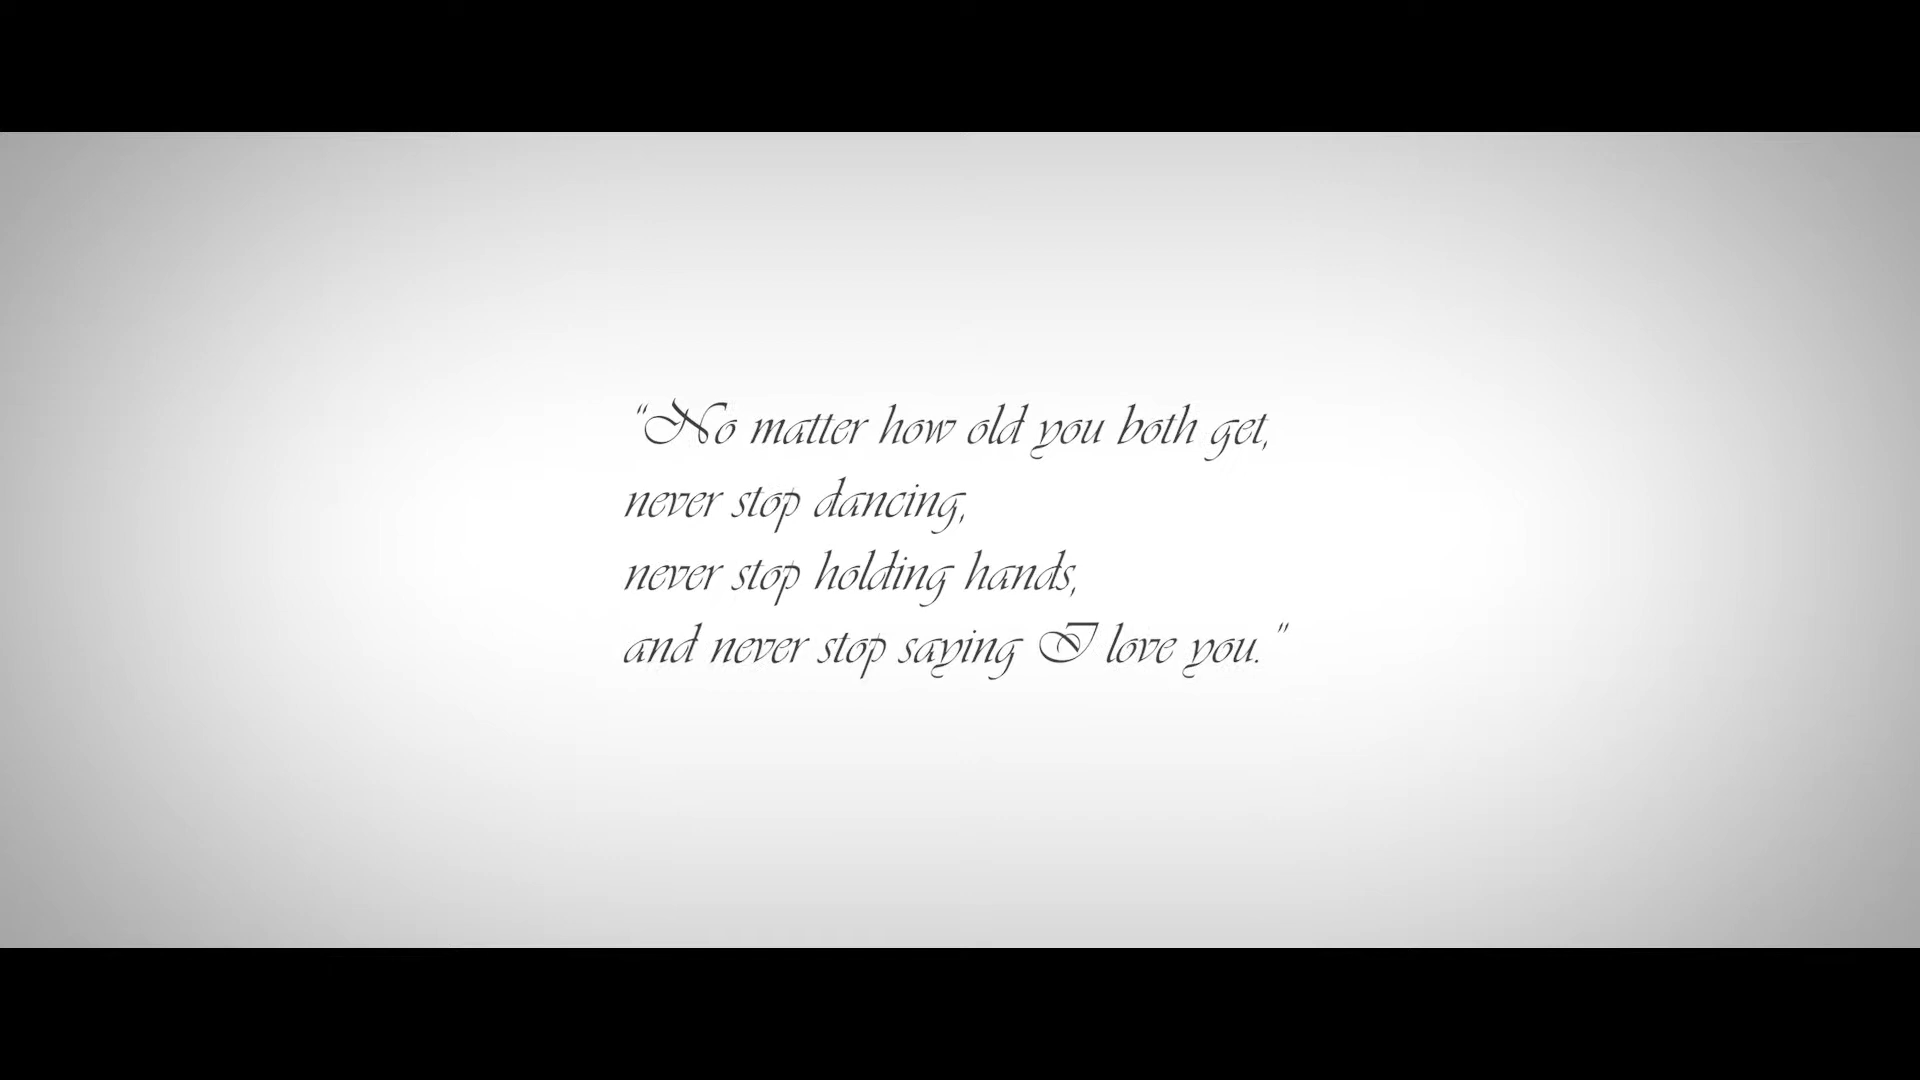 "No matter how old you both get,
never stop dancing,
never stop holding hands,
and never stop saying I love you."